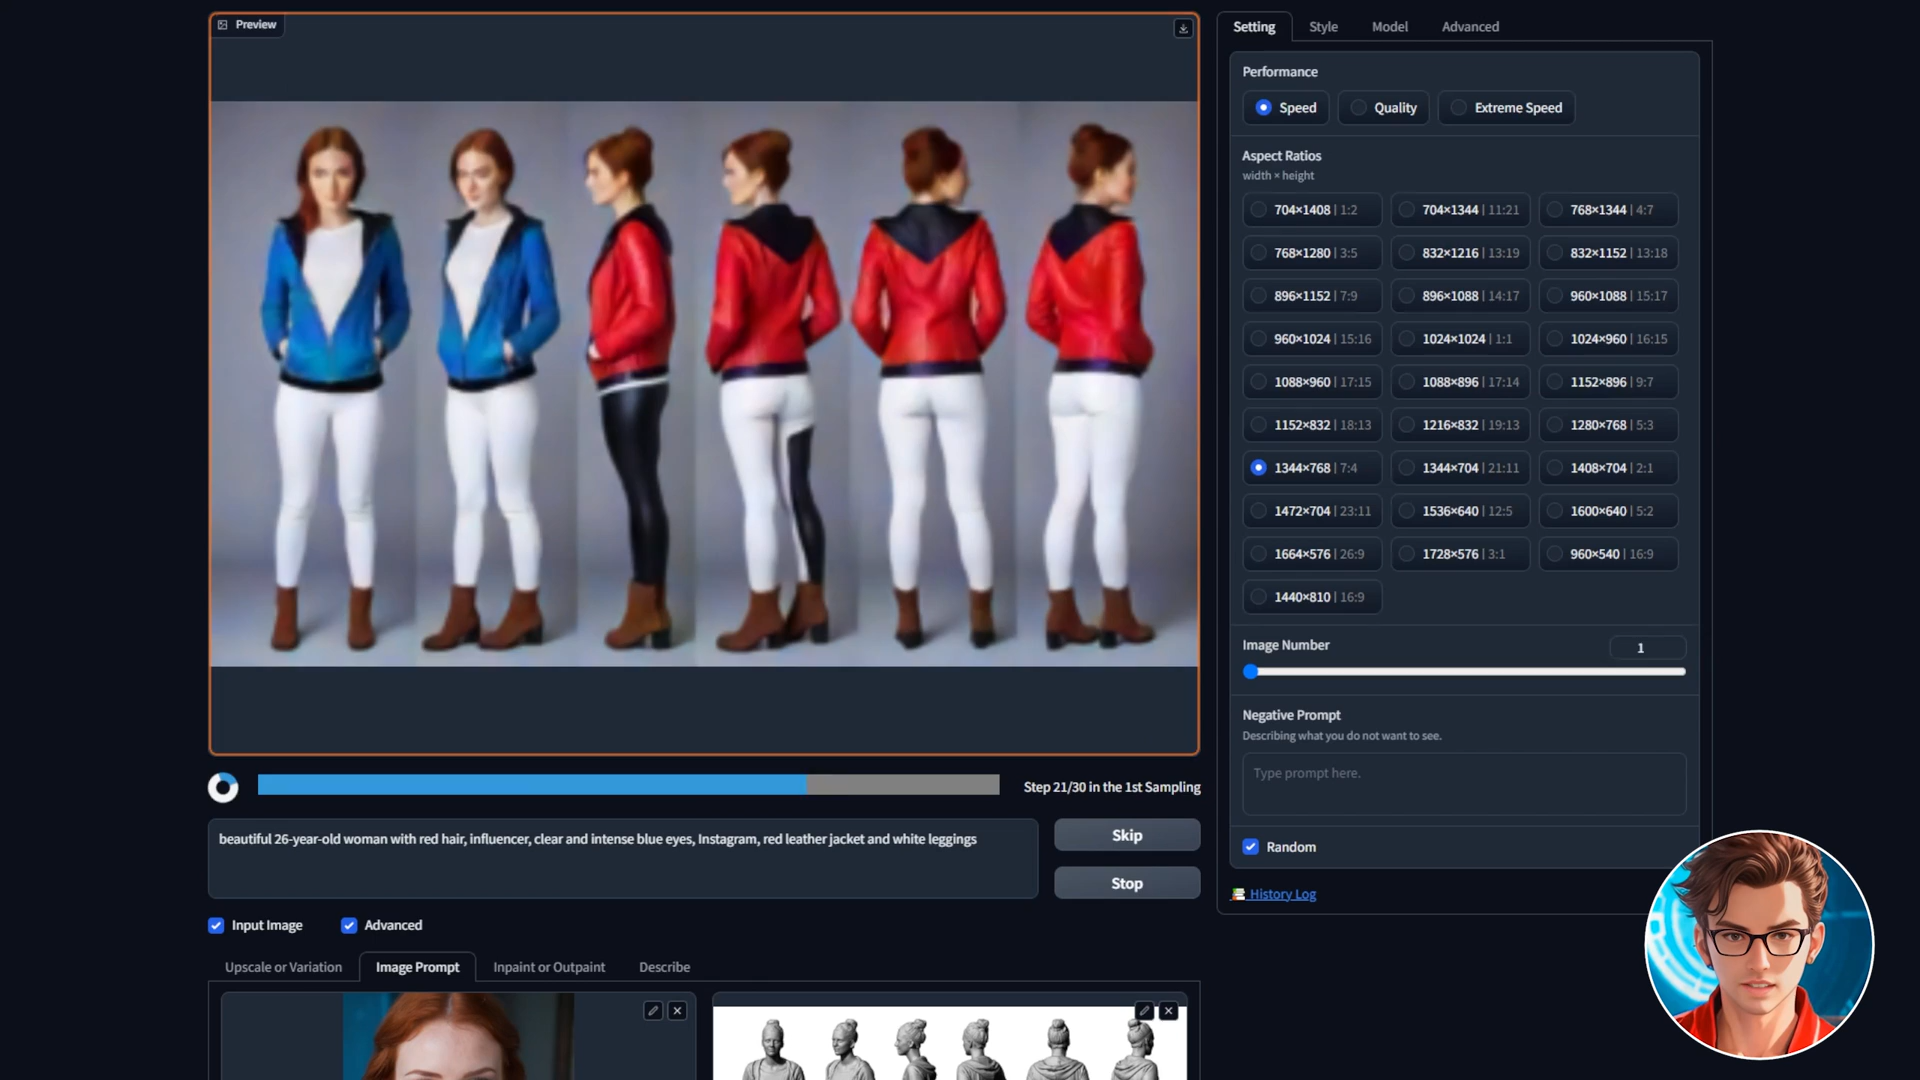 Preview
Setting Style Model Advanced
Performance
Speed Quality Extreme Speed
Aspect Ratios
width × height
704×1408 | 1:2 704×1344 | 11:21 768×1344 | 4:7
768×1280 | 3:5 832×1216 | 13:19 832×1152 | 13:18
896×1152 | 7:9 896×1088 | 14:17 960×1088 | 15:17
960×1024 | 15:16 1024×1024 | 1:1 1024×960 | 16:15
1088×960 | 17:15 1088×896 | 17:14 1152×896 | 9:7
1152×832 | 18:13 1216×832 | 19:13 1280×768 | 5:3
1344×768 | 7:4 1344×704 | 21:11 1408×704 | 2:1
1472×704 | 23:11 1536×640 | 12:5 1600×640 | 5:2
1664×576 | 26:9 1728×576 | 3:1 960×540 | 16:9
1440×810 | 16:9
Image Number 1
Negative Prompt
Describing what you do not want to see.
Type prompt here.
Random
History Log
Step 21/30 in the 1st Sampling
beautiful 26-year-old woman with red hair, influencer, clear and intense blue eyes, Instagram, red leather jacket and white leggings
Skip
Stop
Input Image Advanced
Upscale or Variation Image Prompt Inpaint or Outpaint Describe